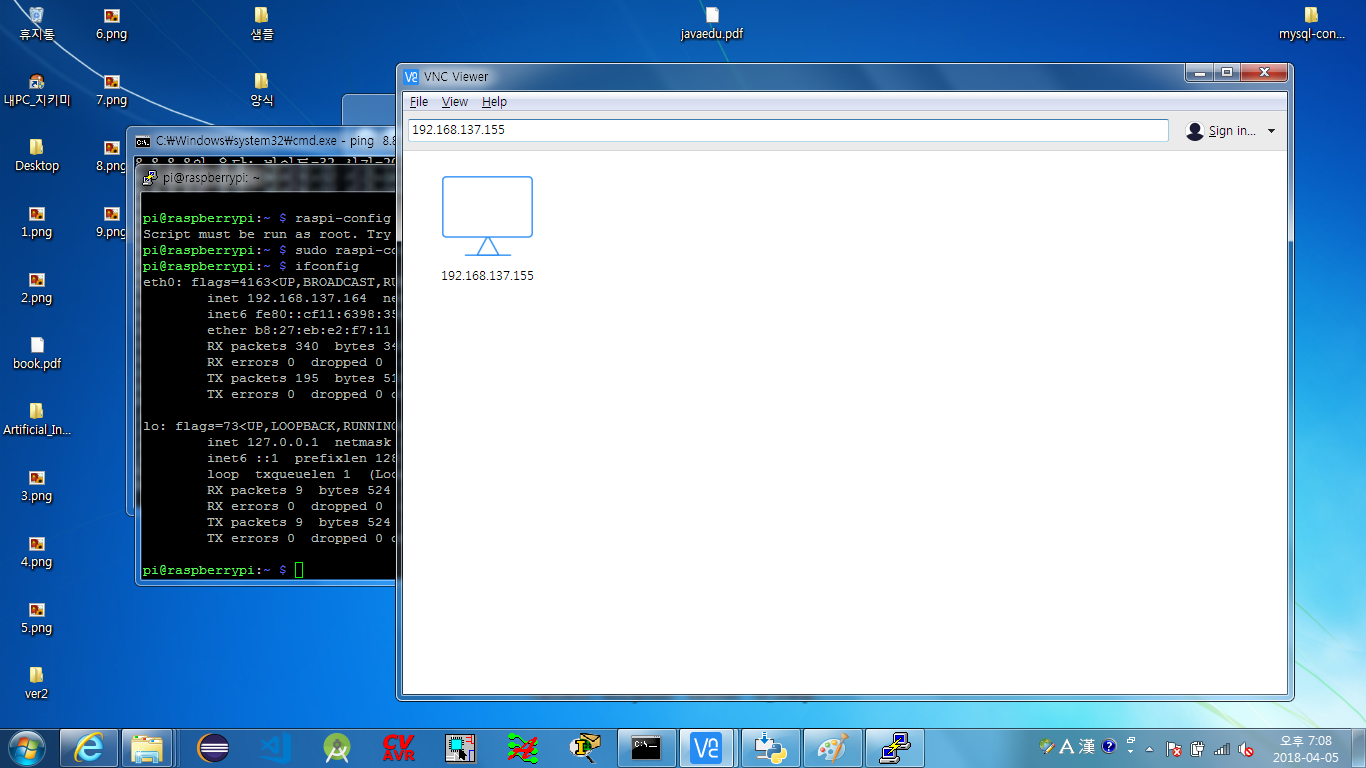 휴지통
6.png
샘플
javaedu.pdf
mysql-con...
내PC_지키미
7.png
양식
Desktop
8.png
1.png
9.png
2.png
book.pdf
Artificial_In...
3.png
4.png
5.png
ver2
C:₩Windows₩system32₩cmd.exe - ping 8.8
pi@raspberrypi: ~
pi@raspberrypi:~ $ raspi-config
Script must be run as root. Try
pi@raspberrypi:~ $ sudo raspi-co
pi@raspberrypi:~ $ ifconfig
eth0: flags=4163<UP,BROADCAST,RU
inet 192.168.137.164 ne
inet6 fe80::cf11:6398:35
ether b8:27:eb:e2:f7:11
RX packets 340 bytes 34
RX errors 0 dropped 0
TX packets 195 bytes 51
TX errors 0 dropped 0 o
lo: flags=73<UP,LOOPBACK,RUNNING
inet 127.0.0.1 netmask
inet6 ::1 prefixlen 128
loop txqueuelen 1 (Loc
RX packets 9 bytes 524
RX errors 0 dropped 0
TX packets 9 bytes 524
TX errors 0 dropped 0 o
pi@raspberrypi:~ $
VNC Viewer
File View Help
192.168.137.155
Sign in...
192.168.137.155
CV
AVR
A 漢
오후 7:08
2018-04-05